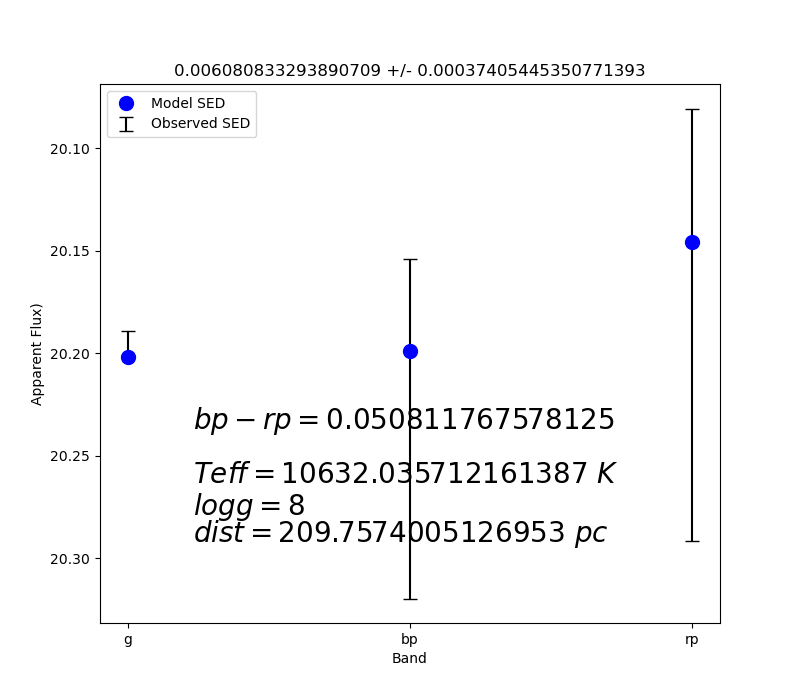 0.006080833293890709 +/- 0.00037405445350771393
Model SED
Observed SED
20.10
20.15
20.20
20.25
20.30
Apparent Flux)
bp − rp = 0.050811767578125
Teff = 10632.035712161387 K
logg = 8
dist = 209.7574005126953 pc
g
bp
rp
Band